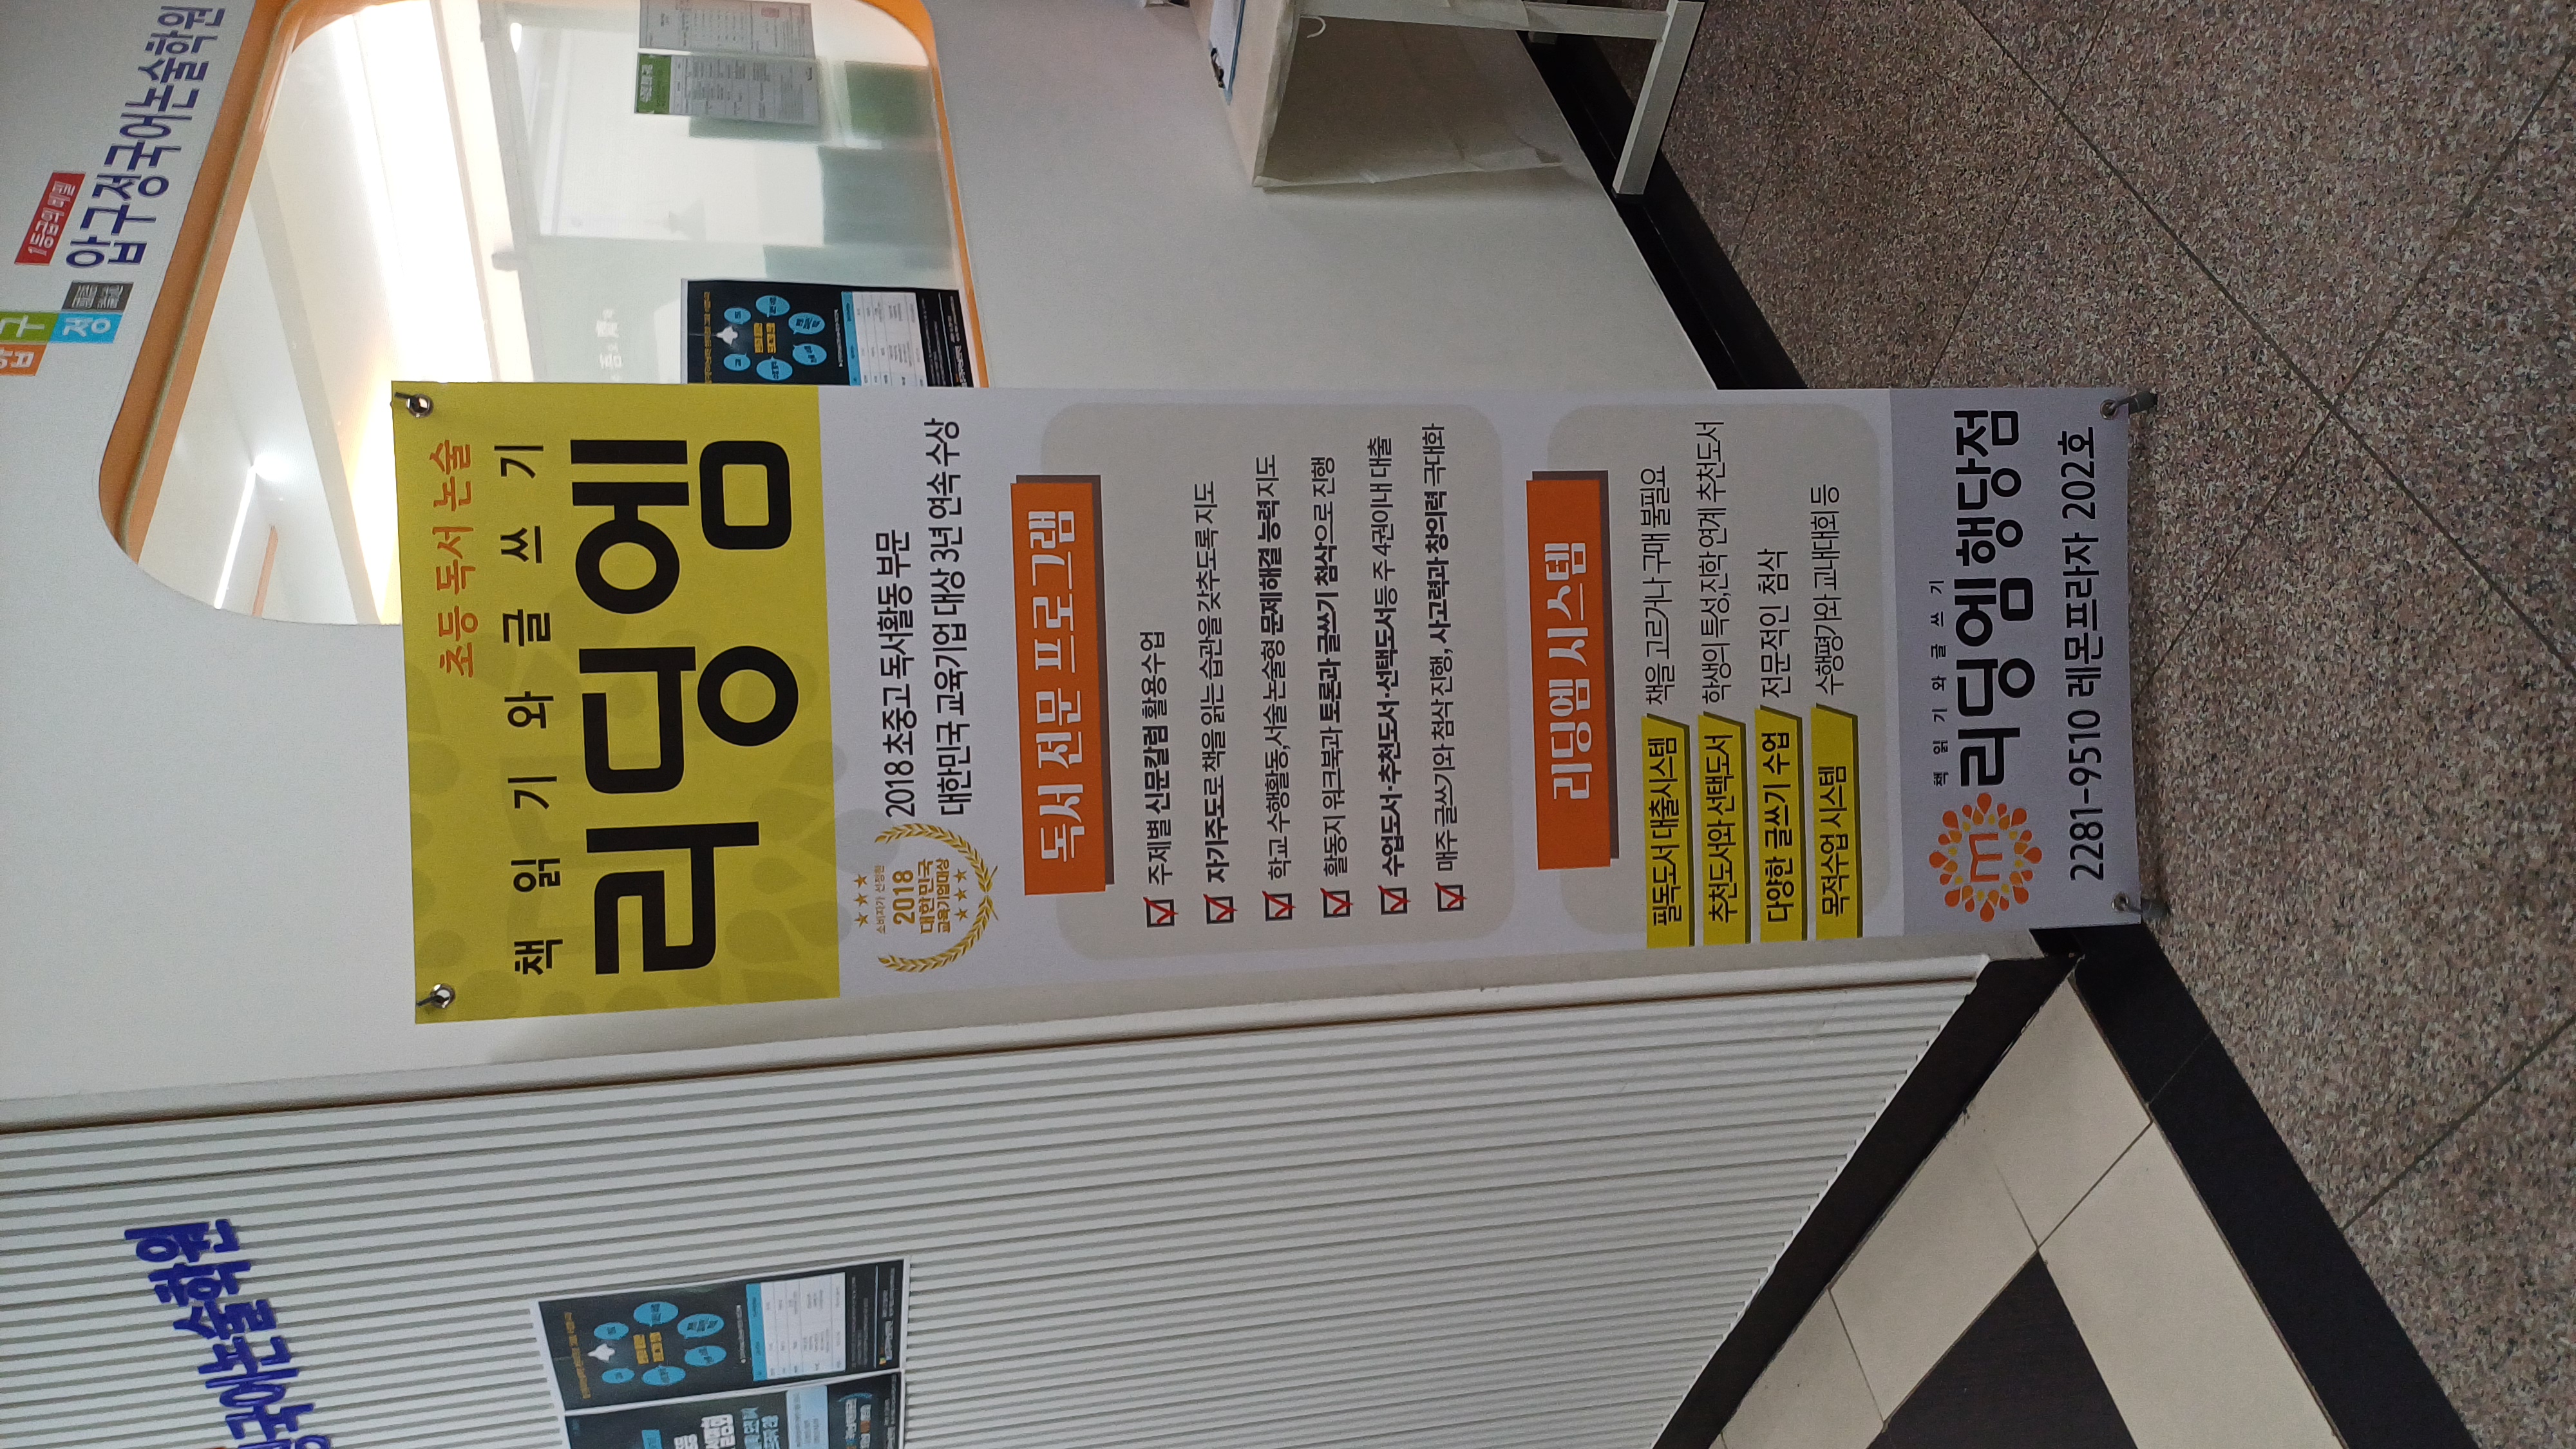 초등 독서 논술
책 읽 기 와 글 쓰 기
리딩엠
소비자가 선정한
2018
대한민국
교육기업대상
2018 초중고 독서활동 부문
대한민국 교육기업 대상 3년 연속 수상
독서 전문 프로그램
주제별 신문칼럼 활용수업
자기주도로 책을 읽는 습관을 갖추도록 지도
학교 수행활동,서술 논술형 문제 해결 능력 지도
활동지 워크북과 토론과 글쓰기 첨삭으로 진행
수업도서·추천도서·선택도서등 주 4권이내 대출
매주 글쓰기와 첨삭 진행, 사고력과 창의력 극대화
리딩엠 시스템
필독도서 대출시스템 책을 고르거나 구매 불필요
추천도서와 선택도서 학생의 특성,진학 연계 추천도서
다양한 글쓰기 수업 전문적인 첨삭
목적수업 시스템 수행평가와 교내대회 등
m
책 읽 기 와 글 쓰 기
리딩엠행당점
2281-9510 레몬프라자 202호
압구정
1등급의 비밀
압구정국어논술학원
국어논술학원